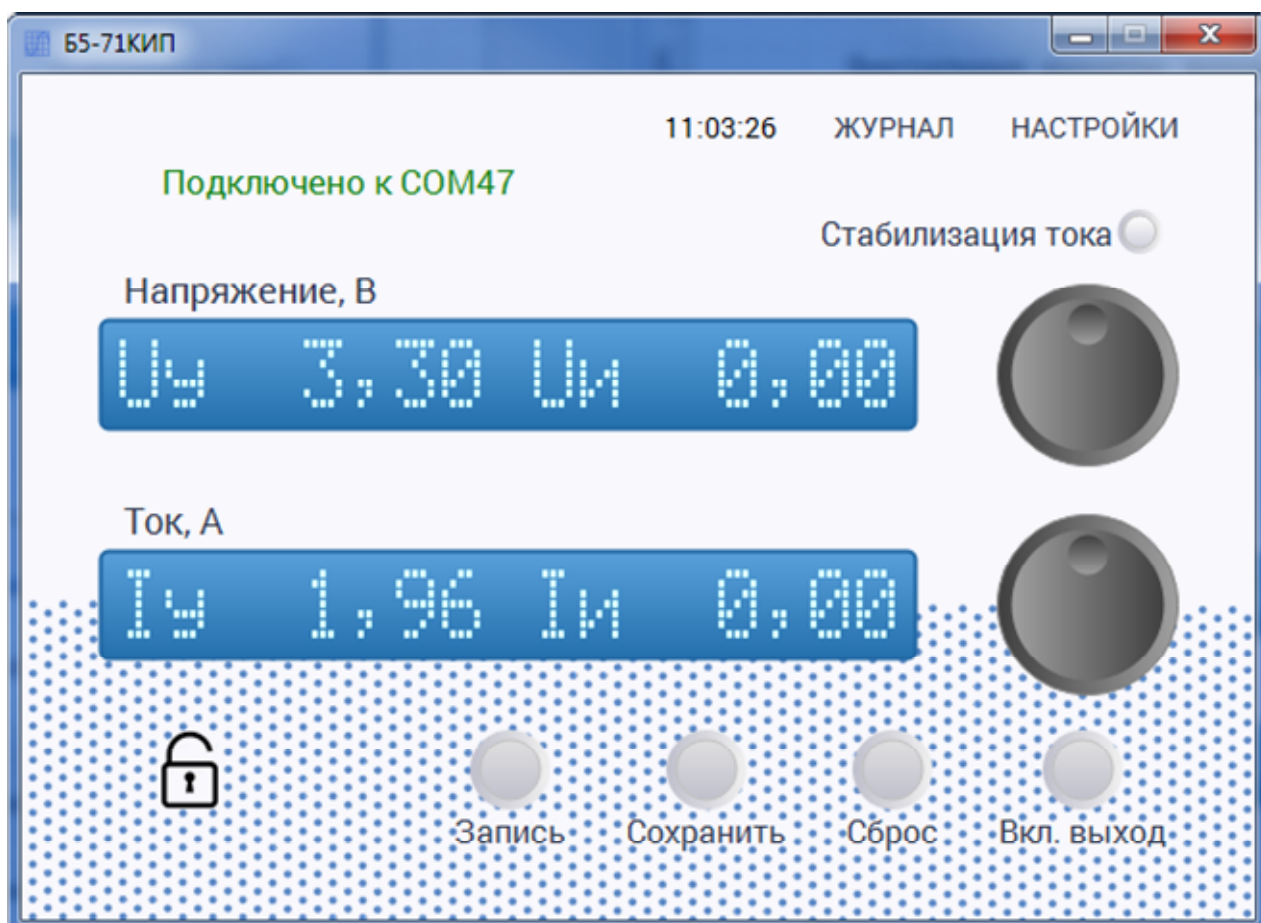 Б5-71КИП
11:03:26 ЖУРНАЛ НАСТРОЙКИ
Подключено к COM47
Стабилизация тока
Напряжение, В
Uу 3,30 Uи 0,00
Ток, А
Iу 1,96 Iи 0,00
Запись Сохранить Сброс Вкл. выход